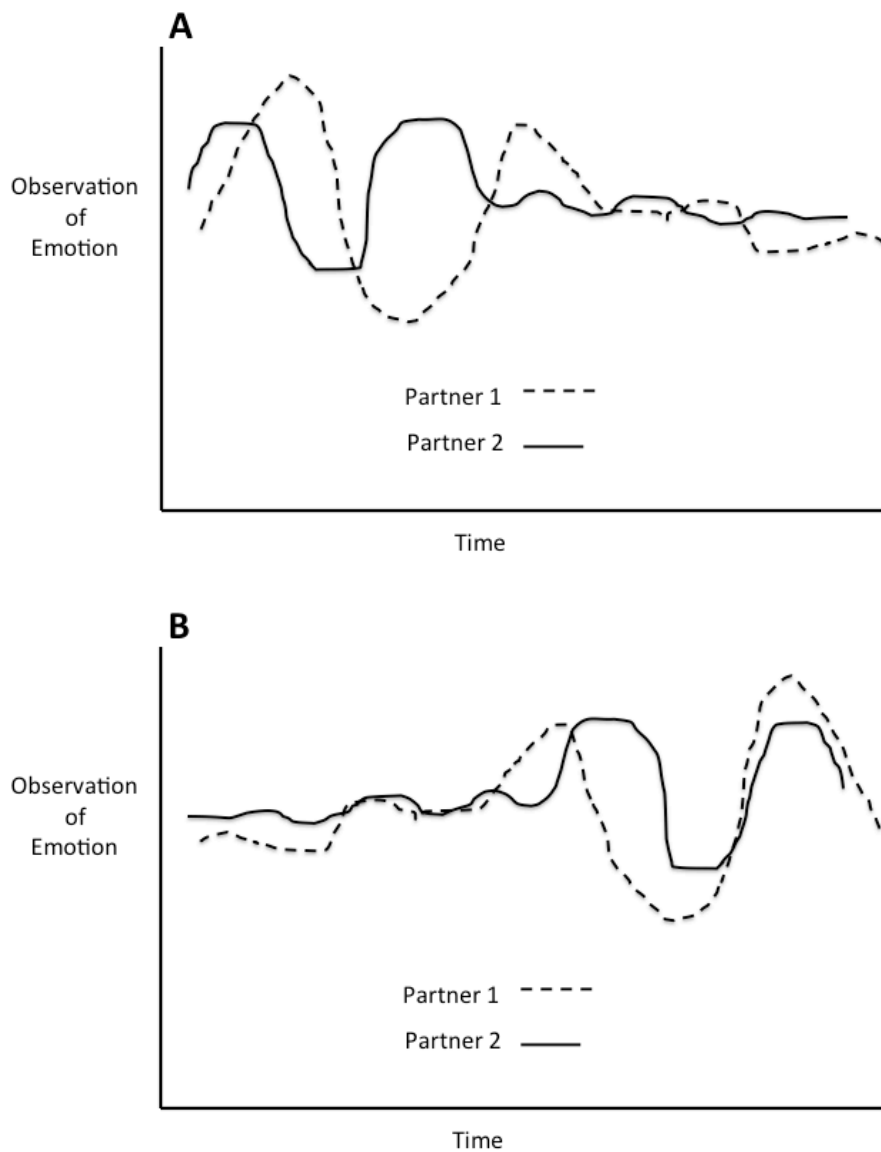 A
Observation
of
Emotion
Partner 1
Partner 2
Time
B
Observation
of
Emotion
Partner 1
Partner 2
Time